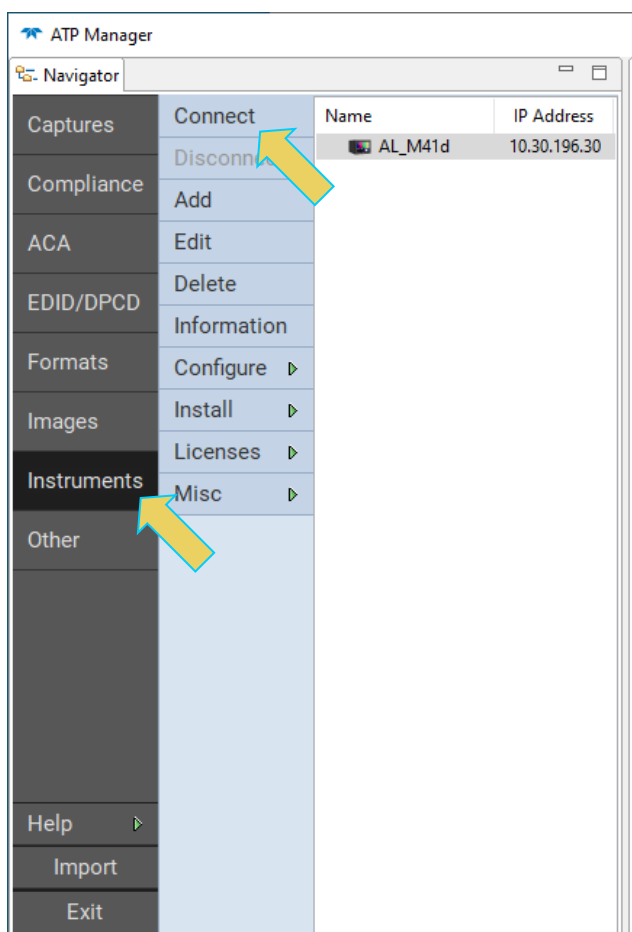 ATP Manager
Navigator
Captures
Compliance
ACA
EDID/DPCD
Formats
Images
Instruments
Other
Help
Import
Exit
Connect
Add
Edit
Delete
Information
Configure
Install
Licenses
Misc
Name IP Address
AL_M41d 10.30.196.30